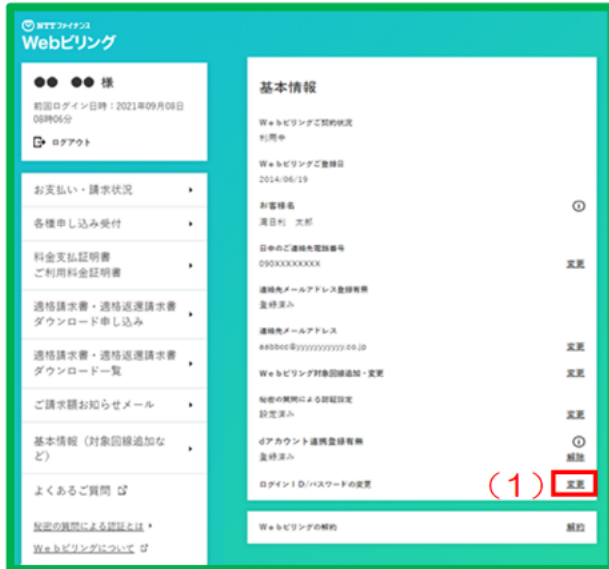 NTTファイナンス
Webビリング
●● ●● 様
前回ログイン日時：2021年09月08日
08時06分
ログアウト
お支払い・請求状況
各種申し込み受付
料金支払証明書
ご利用料金証明書
適格請求書・適格返還請求書
ダウンロード申し込み
適格請求書・適格返還請求書
ダウンロード一覧
ご請求額お知らせメール
基本情報（対象回線追加な
ど）
よくあるご質問
秘密の質問による認証とは
Webビリングについて
基本情報
Webビリングご契約状況
利用中
Webビリングご登録日
2014/06/19
お客様名
太郎
日中のご連絡先電話番号
090XXXXXXXX 変更
連絡先メールアドレス登録有無
登録済み
連絡先メールアドレス
aabbcc@yyyyyyyyyy.co.jp 変更
Webビリング対象回線追加・変更 変更
秘密の質問による認証設定
設定済み 変更
dアカウント連携登録有無
登録済み 解除
ログインID/パスワードの変更 （1） 変更
Webビリングの解約 解約